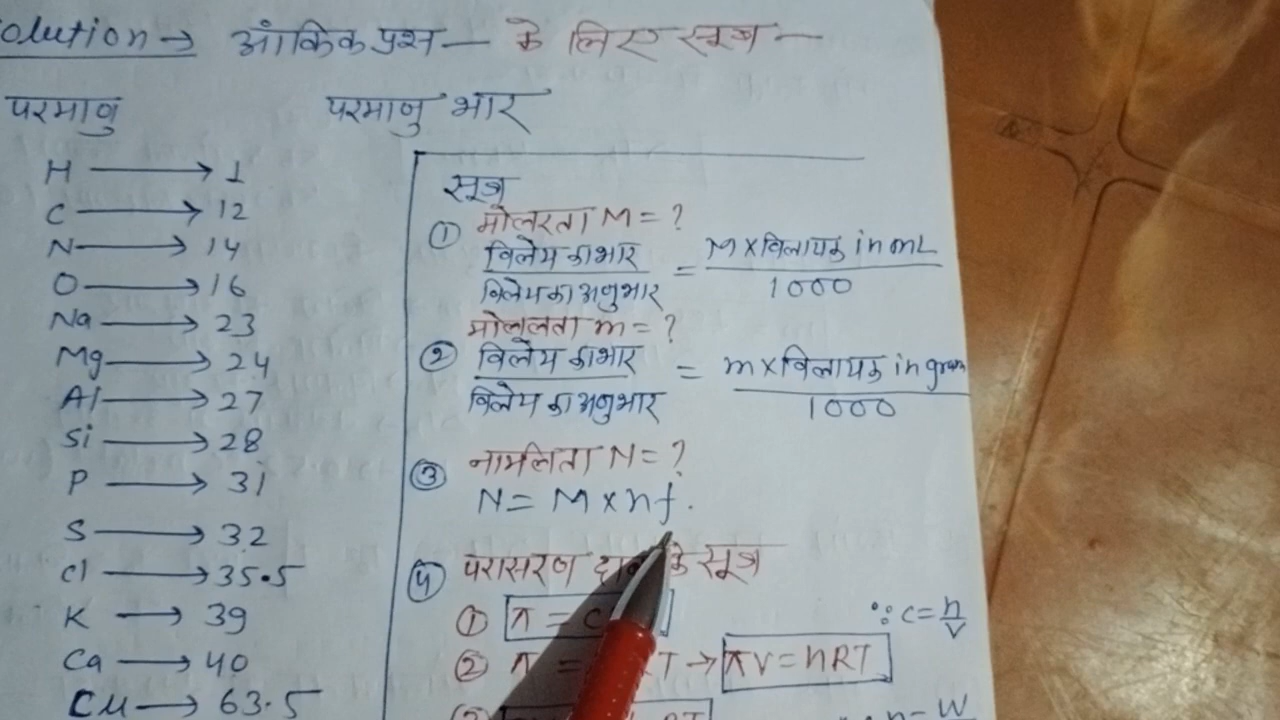 olution → आंकिक प्रश्न — के लिए सूत्र —
परमाणु परमाणु भार
H → 1
C → 12
N → 14
O → 16
Na → 23
Mg → 24
Al → 27
Si → 28
P → 31
S → 32
Cl → 35.5
K → 39
Ca → 40
Cu → 63.5
सूत्र
① मोलरता M = ?
विलेय का भार / विलेय का अणुभार = M × विलायक in mL / 1000
मोललता m = ?
② विलेय का भार / विलेय का अणुभार = m × विलायक in gram / 1000
③ नार्मलता N = ?
N = M × nf.
④ परासरण के सूत्र
① π = C ∵ C = n/V
② π = RT → πV = nRT
RT n = W